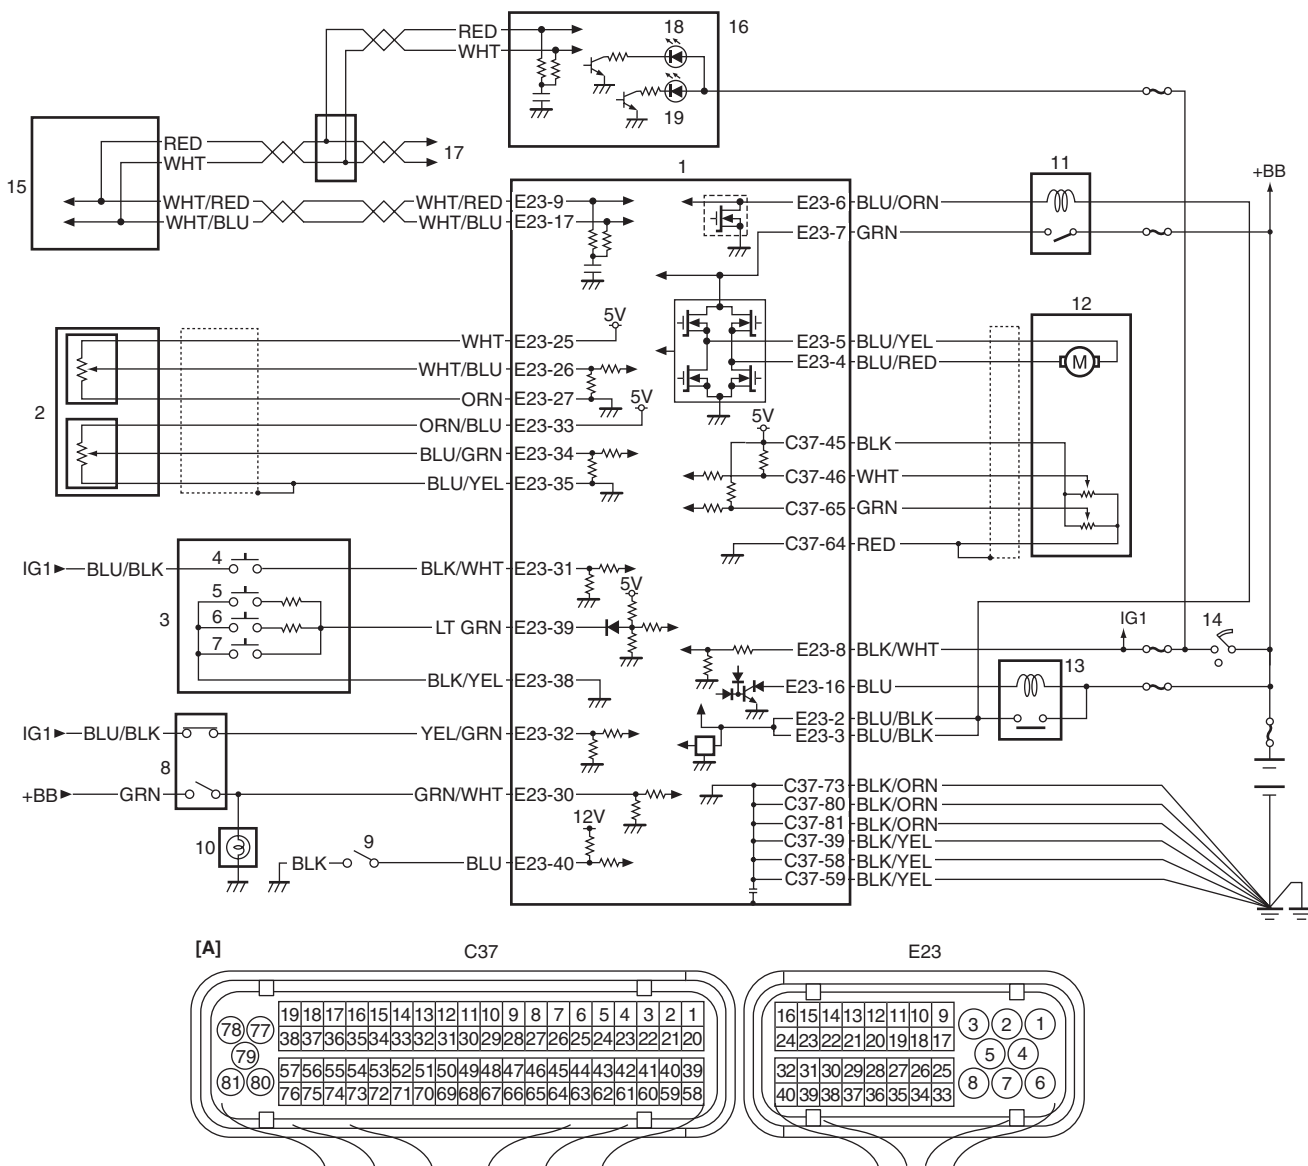 RED
WHT
18
16
19
15
RED
WHT
17
WHT/RED
WHT/BLU
WHT/RED E23-9
WHT/BLU E23-17
1
E23-6 BLU/ORN
E23-7 GRN
11
+BB
5V
2
WHT E23-25
WHT/BLU E23-26
ORN E23-27
5V
ORN/BLU E23-33
BLU/GRN E23-34
BLU/YEL E23-35
12
E23-5 BLU/YEL
E23-4 BLU/RED
M
5V
C37-45 BLK
C37-46 WHT
C37-65 GRN
C37-64 RED
IG1 BLU/BLK
4
BLK/WHT E23-31
5V
3
5
6
7
LT GRN E23-39
BLK/YEL E23-38
IG1
14
E23-8 BLK/WHT
13
E23-16 BLU
E23-2 BLU/BLK
E23-3 BLU/BLK
IG1 BLU/BLK
YEL/GRN E23-32
8
+BB GRN
GRN/WHT E23-30
12V
10
BLK
9
BLU E23-40
C37-73 BLK/ORN
C37-80 BLK/ORN
C37-81 BLK/ORN
C37-39 BLK/YEL
C37-58 BLK/YEL
C37-59 BLK/YEL
[A]
C37
E23
19 18 17 16 15 14 13 12 11 10 9 8 7 6 5 4 3 2 1
38 37 36 35 34 33 32 31 30 29 28 27 26 25 24 23 22 21 20
57 56 55 54 53 52 51 50 49 48 47 46 45 44 43 42 41 40 39
76 75 74 73 72 71 70 69 68 67 66 65 64 63 62 61 60 59 58
78 77
79
81 80
16 15 14 13 12 11 10 9
24 23 22 21 20 19 18 17
32 31 30 29 28 27 26 25
40 39 38 37 36 35 34 33
3 2 1
5 4
8 7 6